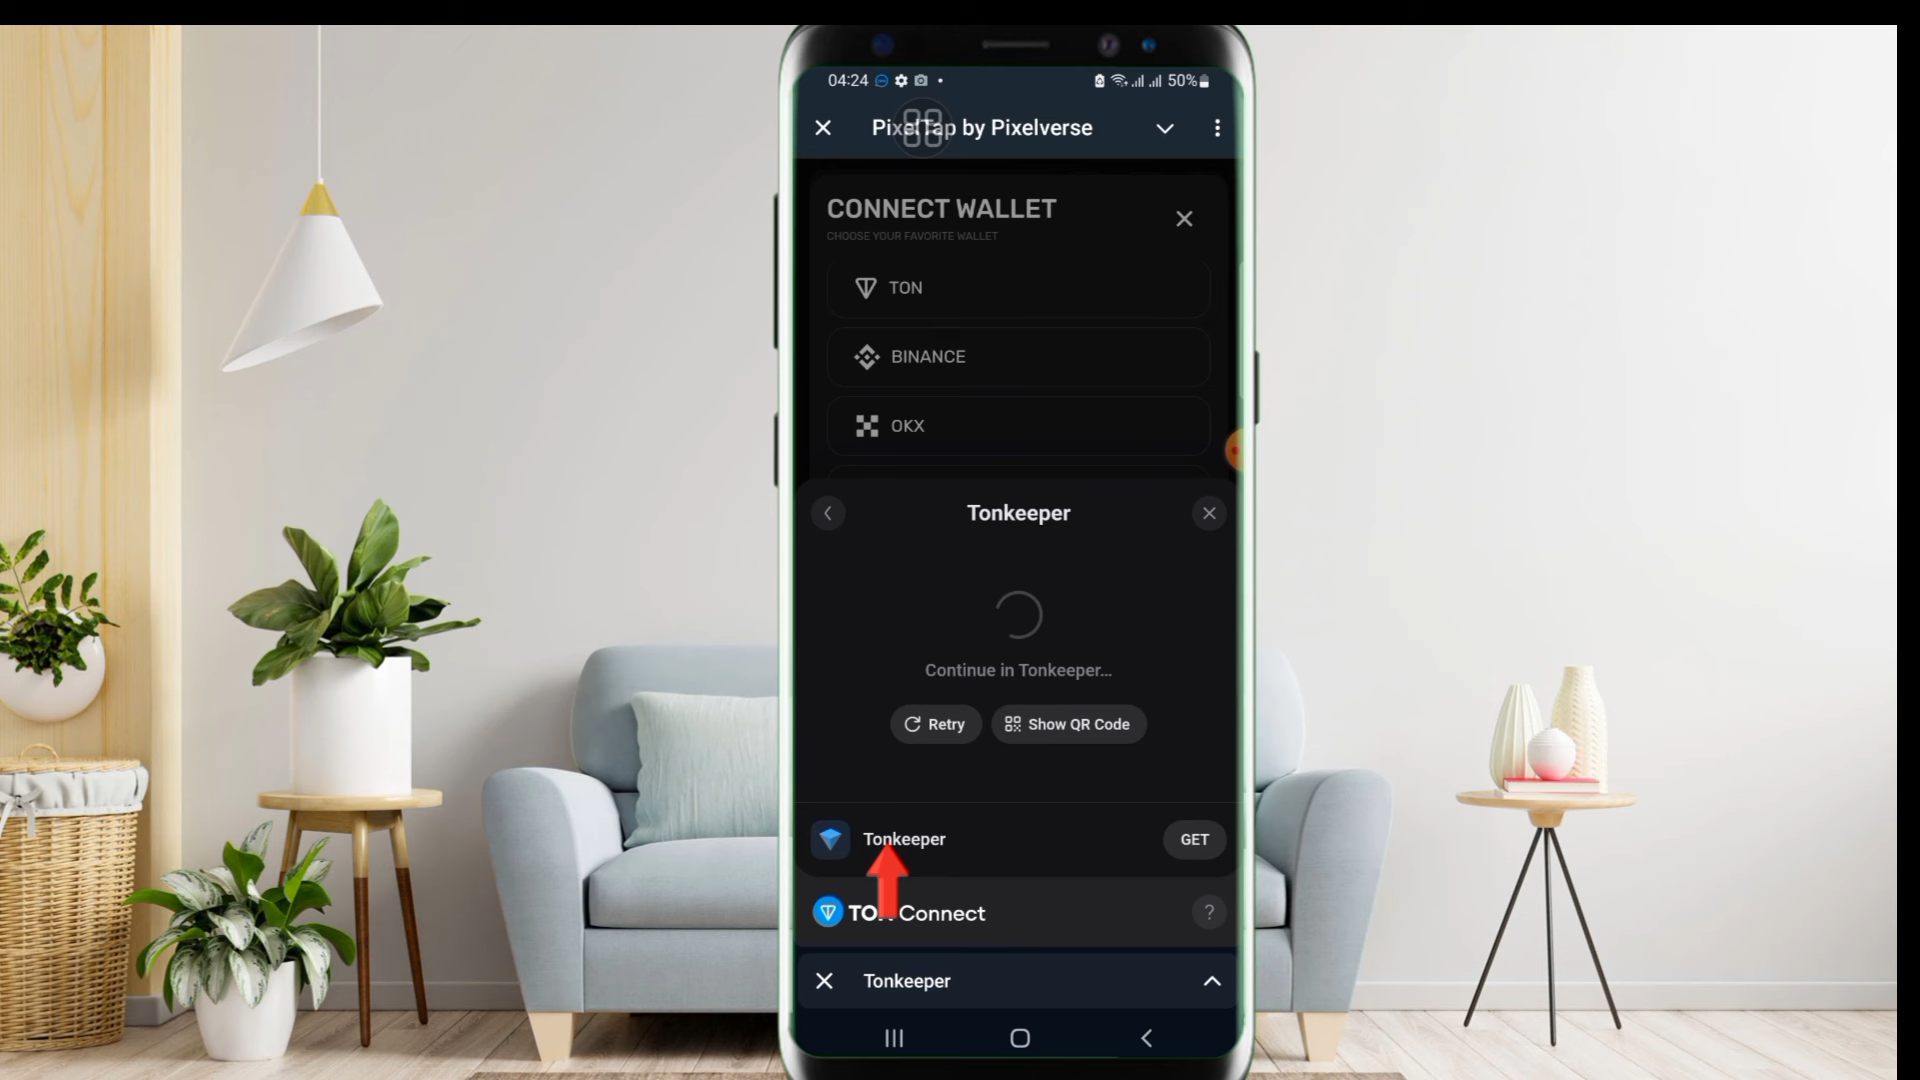 04:24 50%
PixelTap by Pixelverse
CONNECT WALLET
CHOOSE YOUR FAVORITE WALLET
TON
BINANCE
OKX
Tonkeeper
Continue in Tonkeeper...
Retry Show QR Code
Tonkeeper GET
Connect ?
Tonkeeper